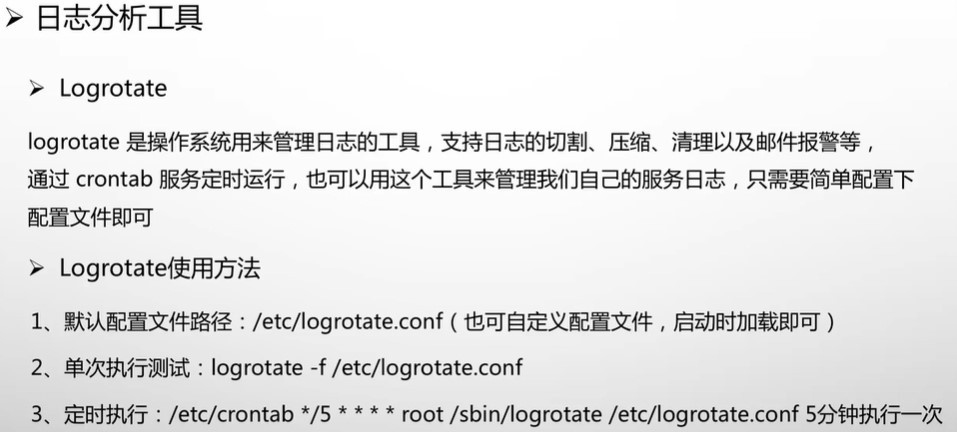 ➢ 日志分析工具
➢ Logrotate
logrotate 是操作系统用来管理日志的工具，支持日志的切割、压缩、清理以及邮件报警等，
通过 crontab 服务定时运行，也可以用这个工具来管理我们自己的服务日志，只需要简单配置下
配置文件即可
➢ Logrotate使用方法
1、默认配置文件路径：/etc/logrotate.conf（也可自定义配置文件，启动时加载即可）
2、单次执行测试：logrotate -f /etc/logrotate.conf
3、定时执行：/etc/crontab */5 * * * * root /sbin/logrotate /etc/logrotate.conf 5分钟执行一次